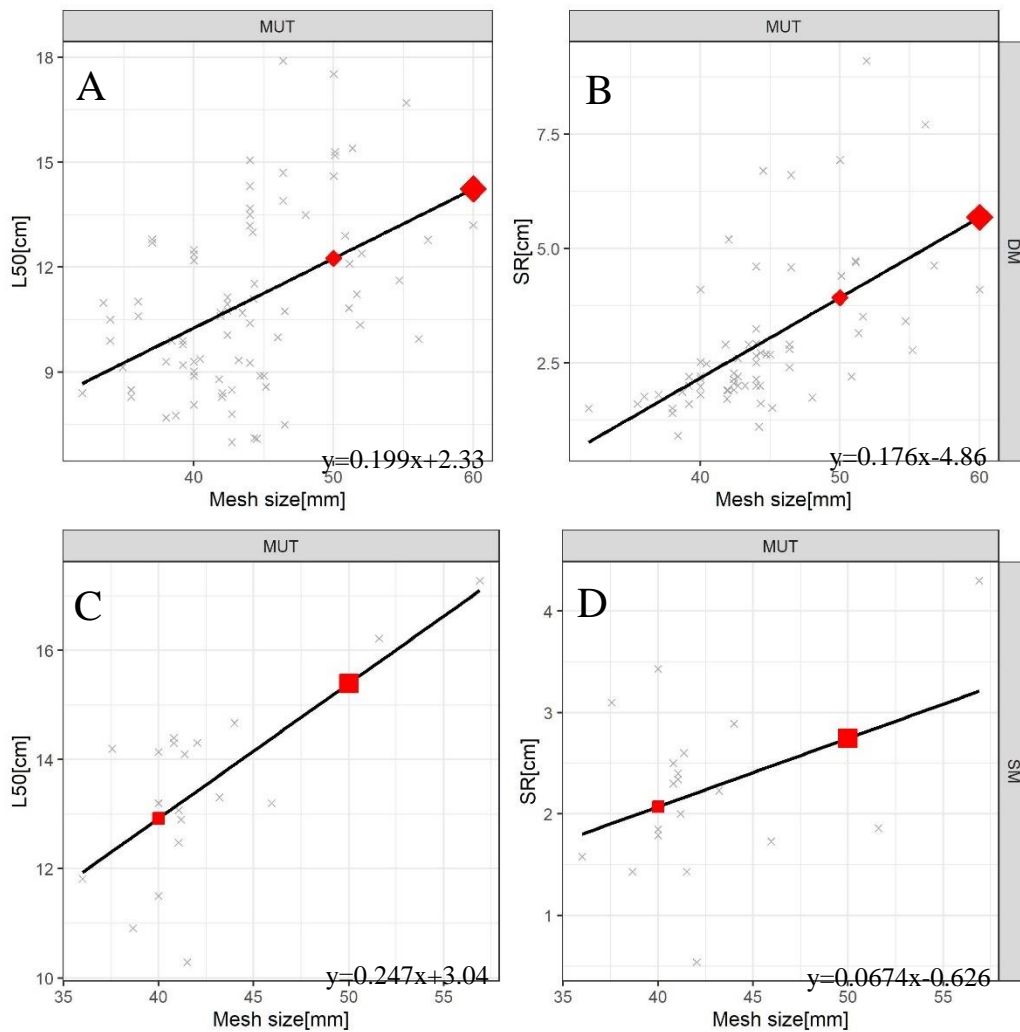 MUT
A
L50[cm]
18
15
12
9
y=0.199x+2.33
40
50
60
Mesh size[mm]
MUT
B
SR[cm]
7.5
5.0
2.5
y=0.176x-4.86
40
50
60
Mesh size[mm]
DM
MUT
C
L50[cm]
16
14
12
10
y=0.247x+3.04
35
40
45
50
55
Mesh size[mm]
MUT
D
SR[cm]
4
3
2
1
y=0.0674x-0.626
35
40
45
50
55
Mesh size[mm]
SM